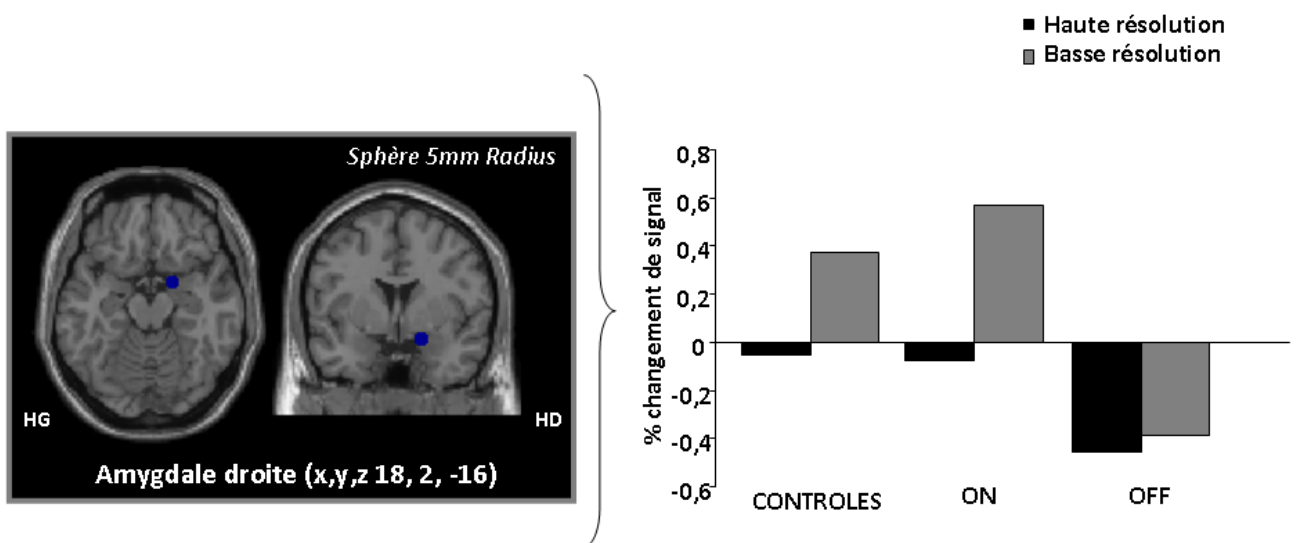 Haute résolution
Basse résolution
Sphère 5mm Radius
HG
HD
Amygdale droite (x,y,z 18, 2, -16)
% changement de signal
0,8
0,6
0,4
0,2
0
-0,2
-0,4
-0,6
CONTROLES
ON
OFF